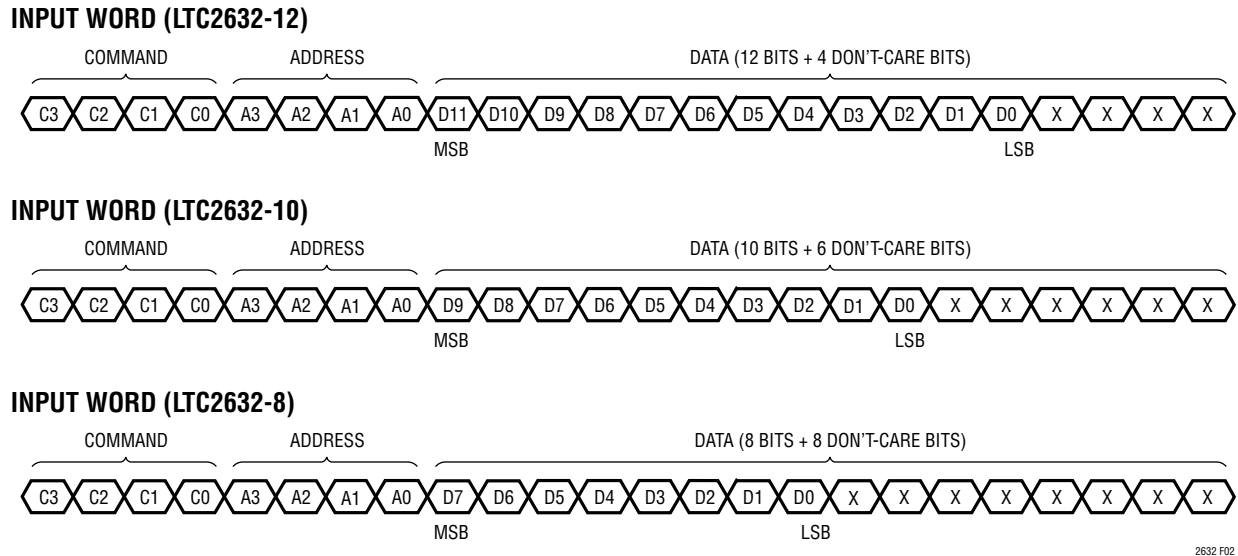 INPUT WORD (LTC2632-12)
COMMAND ADDRESS DATA (12 BITS + 4 DON'T-CARE BITS)
C3 C2 C1 C0 A3 A2 A1 A0 D11 D10 D9 D8 D7 D6 D5 D4 D3 D2 D1 D0 X X X X
MSB LSB
INPUT WORD (LTC2632-10)
COMMAND ADDRESS DATA (10 BITS + 6 DON'T-CARE BITS)
C3 C2 C1 C0 A3 A2 A1 A0 D9 D8 D7 D6 D5 D4 D3 D2 D1 D0 X X X X X X
MSB LSB
INPUT WORD (LTC2632-8)
COMMAND ADDRESS DATA (8 BITS + 8 DON'T-CARE BITS)
C3 C2 C1 C0 A3 A2 A1 A0 D7 D6 D5 D4 D3 D2 D1 D0 X X X X X X X X
MSB LSB
2632 F02